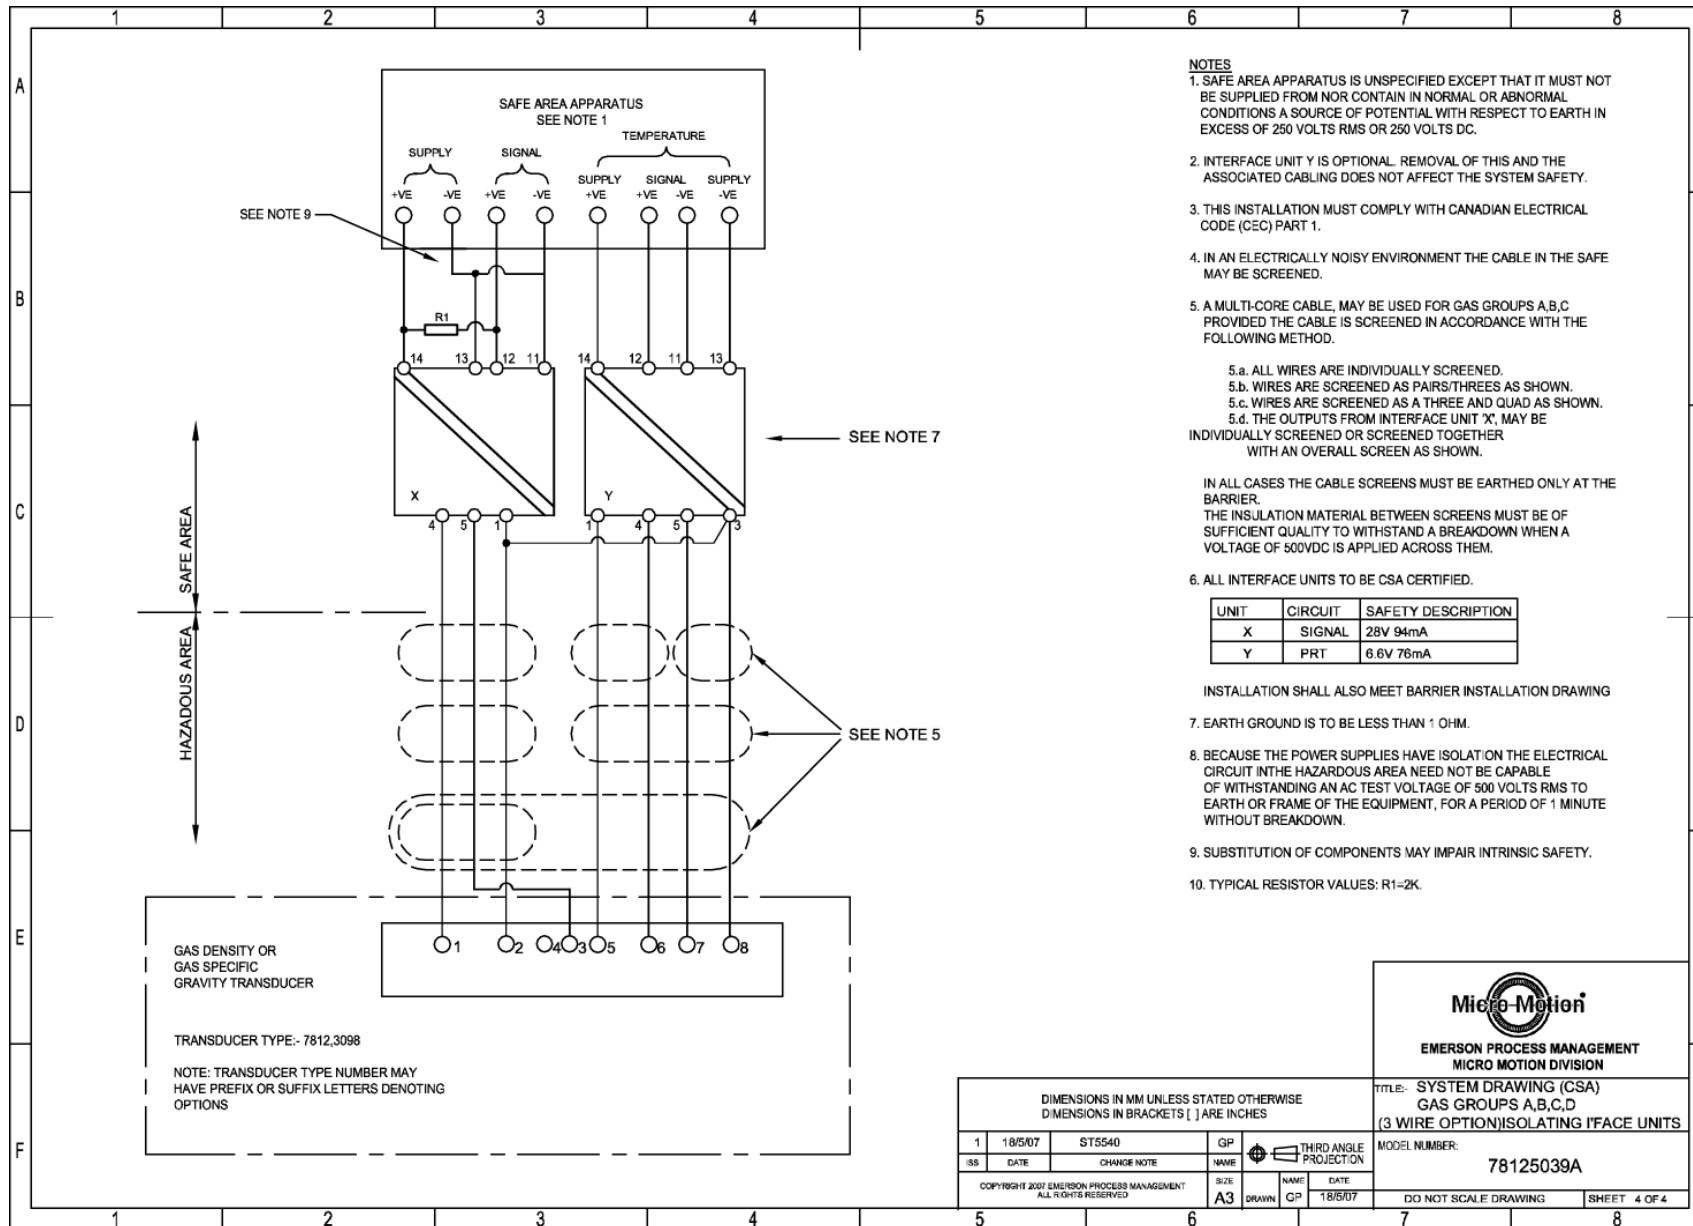 1 2 3 4 5 6 7 8
A
B
C
D
E
F
SAFE AREA APPARATUS
SEE NOTE 1
TEMPERATURE
SUPPLY SIGNAL
SUPPLY SIGNAL SUPPLY
+VE -VE +VE -VE +VE +VE -VE -VE
SEE NOTE 9
R1
14 13 12 11 14 12 11 13
SEE NOTE 7
X Y
4 5 1 1 4 5 3
SAFE AREA
HAZADOUS AREA
SEE NOTE 5
1 2 4 3 5 6 7 8
GAS DENSITY OR
GAS SPECIFIC
GRAVITY TRANSDUCER
TRANSDUCER TYPE:- 7812,3098
NOTE: TRANSDUCER TYPE NUMBER MAY
HAVE PREFIX OR SUFFIX LETTERS DENOTING
OPTIONS
NOTES
1. SAFE AREA APPARATUS IS UNSPECIFIED EXCEPT THAT IT MUST NOT
BE SUPPLIED FROM NOR CONTAIN IN NORMAL OR ABNORMAL
CONDITIONS A SOURCE OF POTENTIAL WITH RESPECT TO EARTH IN
EXCESS OF 250 VOLTS RMS OR 250 VOLTS DC.
2. INTERFACE UNIT Y IS OPTIONAL. REMOVAL OF THIS AND THE
ASSOCIATED CABLING DOES NOT AFFECT THE SYSTEM SAFETY.
3. THIS INSTALLATION MUST COMPLY WITH CANADIAN ELECTRICAL
CODE (CEC) PART 1.
4. IN AN ELECTRICALLY NOISY ENVIRONMENT THE CABLE IN THE SAFE
MAY BE SCREENED.
5. A MULTI-CORE CABLE, MAY BE USED FOR GAS GROUPS A,B,C
PROVIDED THE CABLE IS SCREENED IN ACCORDANCE WITH THE
FOLLOWING METHOD.
5.a. ALL WIRES ARE INDIVIDUALLY SCREENED.
5.b. WIRES ARE SCREENED AS PAIRS/THREES AS SHOWN.
5.c. WIRES ARE SCREENED AS A THREE AND QUAD AS SHOWN.
5.d. THE OUTPUTS FROM INTERFACE UNIT 'X', MAY BE
INDIVIDUALLY SCREENED OR SCREENED TOGETHER
WITH AN OVERALL SCREEN AS SHOWN.
IN ALL CASES THE CABLE SCREENS MUST BE EARTHED ONLY AT THE
BARRIER.
THE INSULATION MATERIAL BETWEEN SCREENS MUST BE OF
SUFFICIENT QUALITY TO WITHSTAND A BREAKDOWN WHEN A
VOLTAGE OF 500VDC IS APPLIED ACROSS THEM.
6. ALL INTERFACE UNITS TO BE CSA CERTIFIED.
UNIT CIRCUIT SAFETY DESCRIPTION
X SIGNAL 28V 94mA
Y PRT 6.6V 76mA
INSTALLATION SHALL ALSO MEET BARRIER INSTALLATION DRAWING
7. EARTH GROUND IS TO BE LESS THAN 1 OHM.
8. BECAUSE THE POWER SUPPLIES HAVE ISOLATION THE ELECTRICAL
CIRCUIT INTHE HAZARDOUS AREA NEED NOT BE CAPABLE
OF WITHSTANDING AN AC TEST VOLTAGE OF 500 VOLTS RMS TO
EARTH OR FRAME OF THE EQUIPMENT, FOR A PERIOD OF 1 MINUTE
WITHOUT BREAKDOWN.
9. SUBSTITUTION OF COMPONENTS MAY IMPAIR INTRINSIC SAFETY.
10. TYPICAL RESISTOR VALUES: R1=2K.
Micro Motion
EMERSON PROCESS MANAGEMENT
MICRO MOTION DIVISION
TITLE:- SYSTEM DRAWING (CSA)
GAS GROUPS A,B,C,D
(3 WIRE OPTION)ISOLATING I'FACE UNITS
MODEL NUMBER:
78125039A
DO NOT SCALE DRAWING SHEET 4 OF 4
DIMENSIONS IN MM UNLESS STATED OTHERWISE
DIMENSIONS IN BRACKETS [ ] ARE INCHES
1 18/5/07 ST5540 GP
ISS DATE CHANGE NOTE NAME
THIRD ANGLE
PROJECTION
COPYRIGHT 2007 EMERSON PROCESS MANAGEMENT
ALL RIGHTS RESERVED
SIZE
A3
DRAWN
NAME DATE
GP 18/5/07
1 2 3 4 5 6 7 8